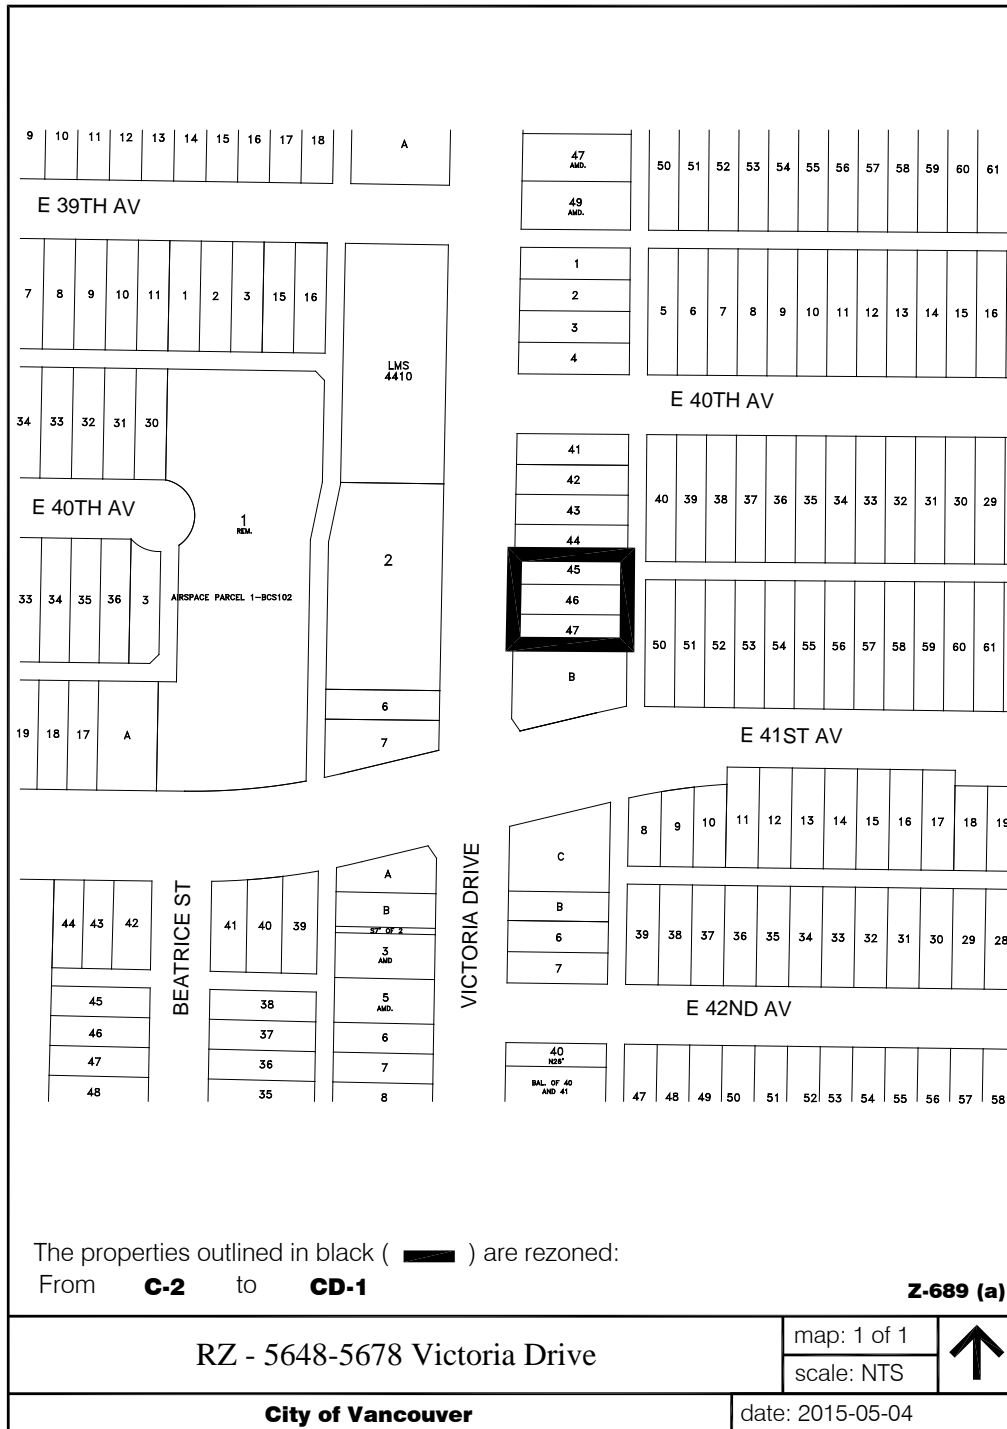 9 10 11 12 13 14 15 16 17 18 A 47 50 51 52 53 54 55 56 57 58 59 60 61
AMD.
49
AMD.
E 39TH AV
7 8 9 10 11 1 2 3 15 16
1
2
3
4
5 6 7 8 9 10 11 12 13 14 15 16
LMS
4410
E 40TH AV
34 33 32 31 30
41
42
43
44
45
46
47
B
40 39 38 37 36 35 34 33 32 31 30 29
E 40TH AV
1
REM.
2
33 34 35 36 3
AIRSPACE PARCEL 1-BCS102
50 51 52 53 54 55 56 57 58 59 60 61
6
7
19 18 17 A
E 41ST AV
8 9 10 11 12 13 14 15 16 17 18 19
C
B
6
7
A
B
S7' OF 2
3
AMD
5
AMD.
6
7
8
VICTORIA DRIVE
BEATRICE ST
44 43 42
41 40 39
39 38 37 36 35 34 33 32 31 30 29 28
45
46
47
48
38
37
36
35
E 42ND AV
40
N28'
BAL. OF 40
AND 41
47 48 49 50 51 52 53 54 55 56 57 58
The properties outlined in black ( ) are rezoned:
From C-2 to CD-1
Z-689 (a)
RZ - 5648-5678 Victoria Drive
map: 1 of 1
scale: NTS
City of Vancouver
date: 2015-05-04